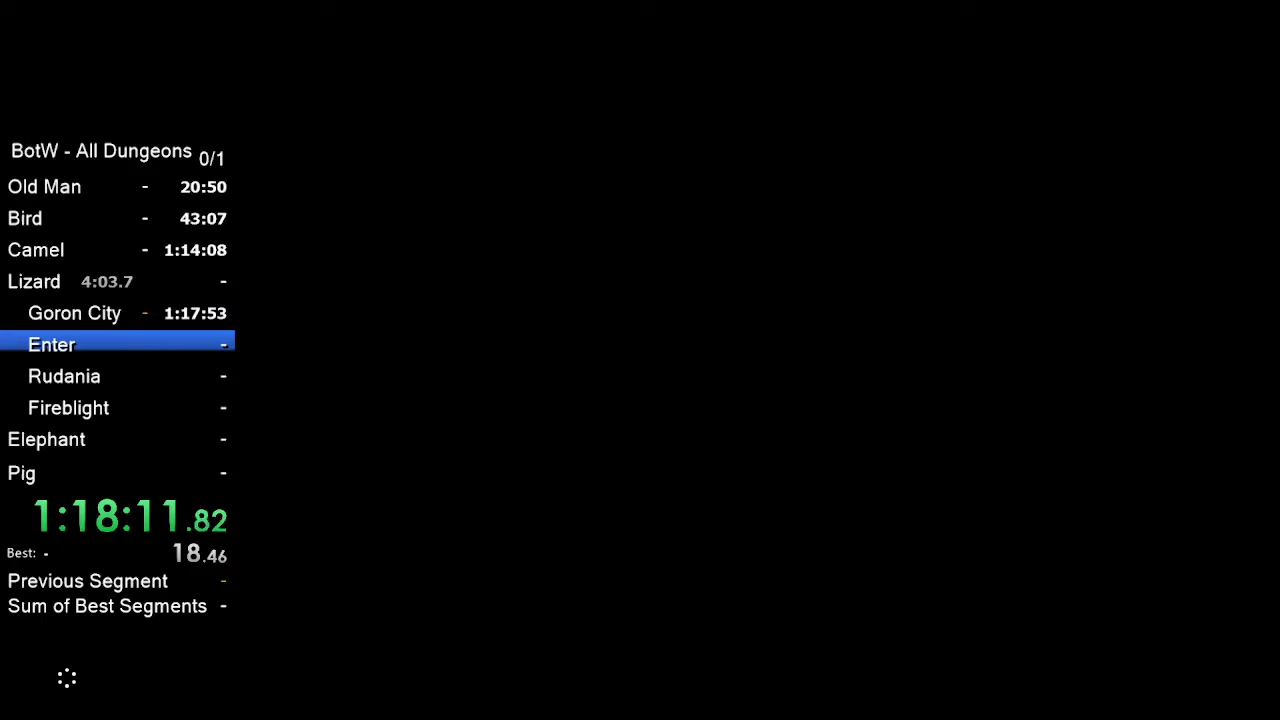 BotW - All Dungeons 0/1
Old Man - 20:50
Bird - 43:07
Camel - 1:14:08
Lizard 4:03.7 -
Goron City - 1:17:53
Enter -
Rudania -
Fireblight -
Elephant -
Pig -
1:18:11.82
Best: - 18.46
Previous Segment -
Sum of Best Segments -